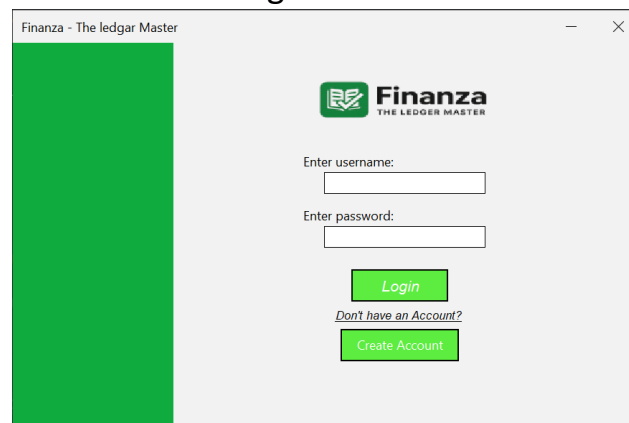 Finanza - The ledgar Master
Finanza
THE LEDGER MASTER
Enter username:
Enter password:
Login
Don't have an Account?
Create Account